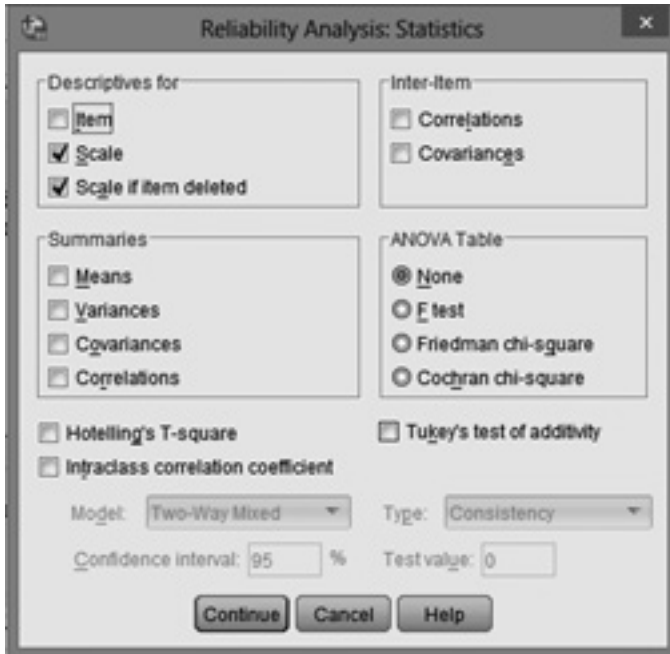 Reliability Analysis: Statistics
x
Descriptives for
Item
Scale
Scale if item deleted
Inter-Item
Correlations
Covariances
Summaries
Means
Variances
Covariances
Correlations
ANOVA Table
None
F test
Friedman chi-square
Cochran chi-square
Hotelling's T-square
Tukey's test of additivity
Intraclass correlation coefficient
Model: Two-Way Mixed
Type: Consistency
Confidence interval: 95 %
Test value: 0
Continue Cancel Help